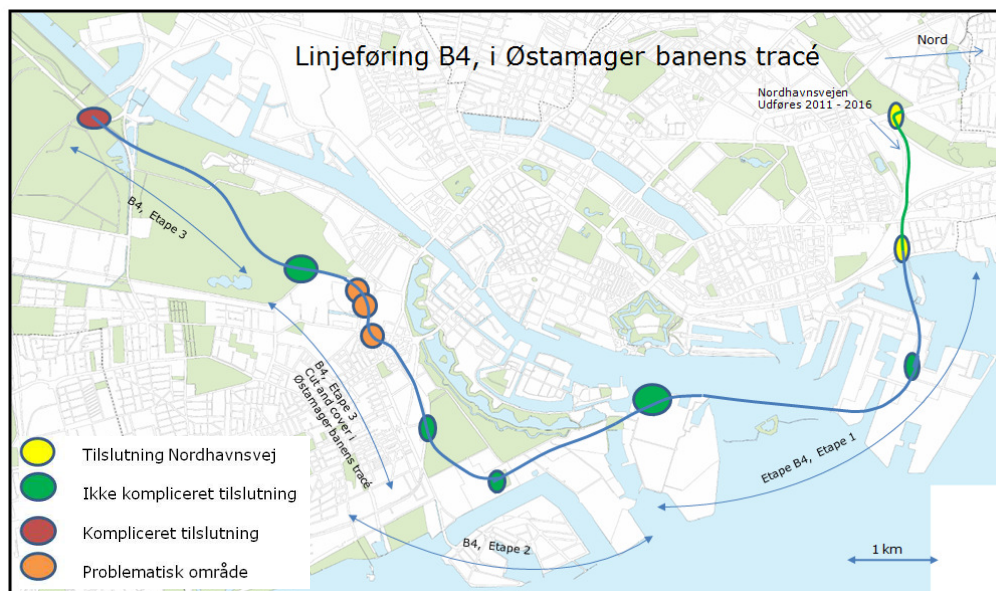 Linjeføring B4, i Østamager banens tracé
Nord
Nordhavnsvejen
Udføres 2011 - 2016
B4, Etape 3
B4, Etape 3
Cut and cover i
Østamager banens tracé
Etape B4, Etape 1
B4, Etape 2
Tilslutning Nordhavnsvej
Ikke kompliceret tilslutning
Kompliceret tilslutning
Problematisk område
1 km